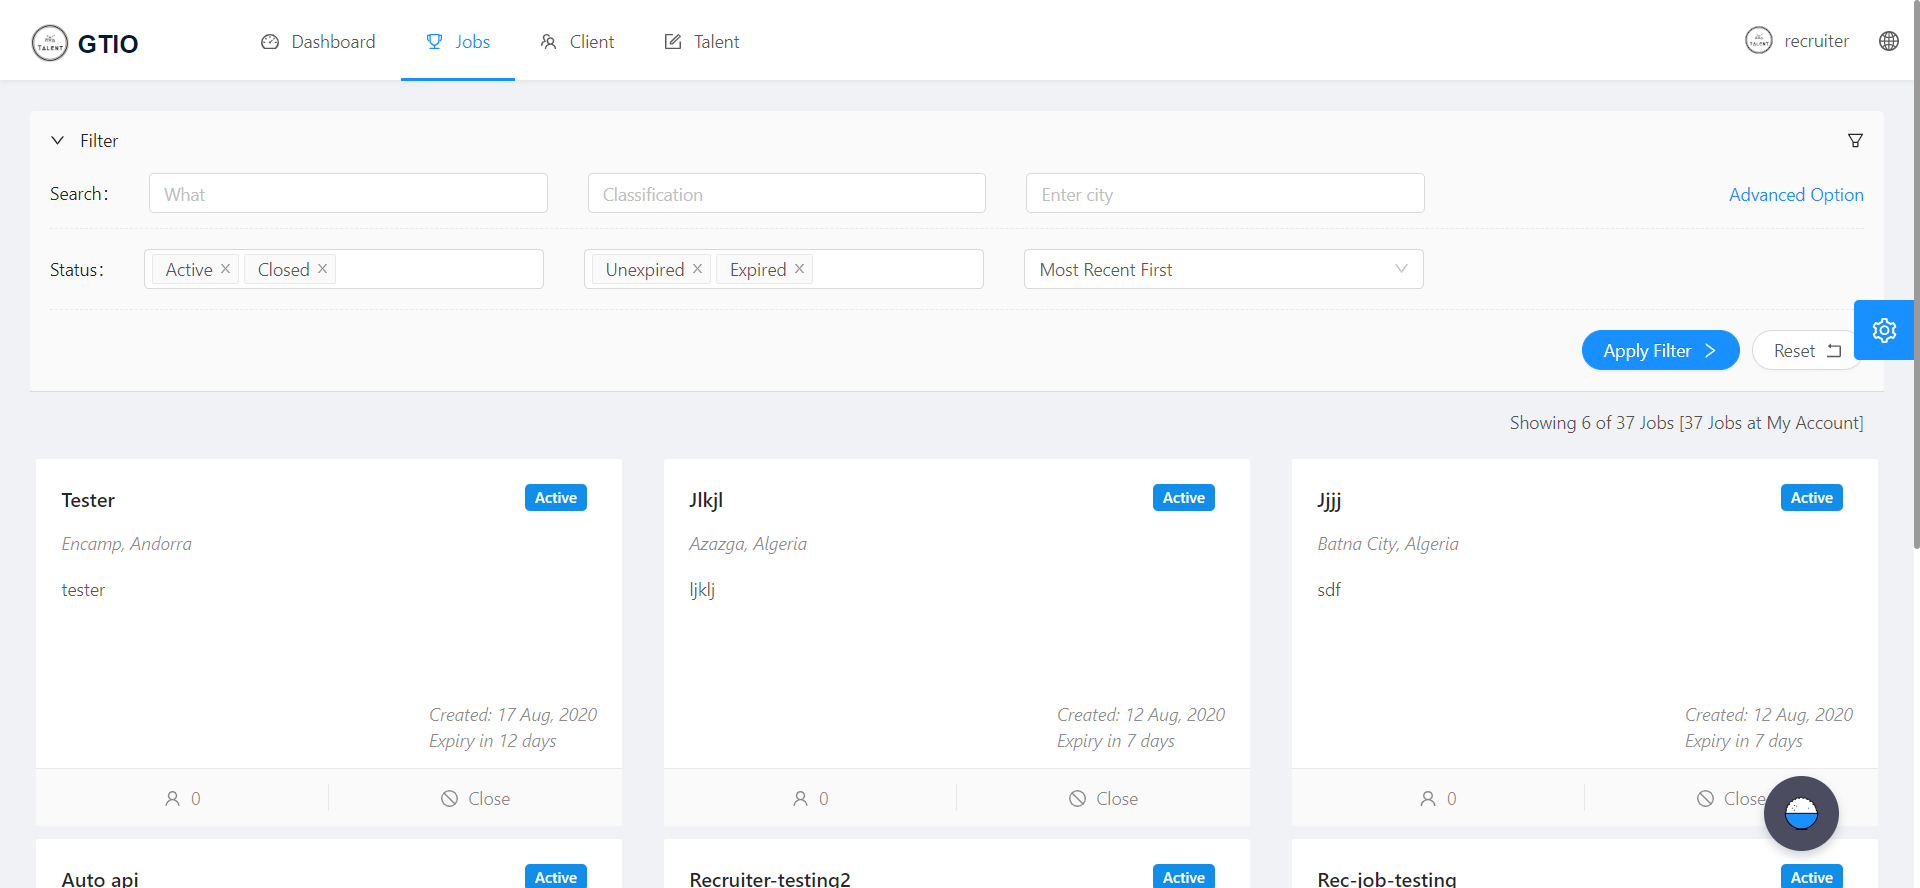 GTIO
Dashboard
Jobs
Client
Talent
recruiter
Filter
Search:
What
Classification
Enter city
Advanced Option
Status:
Active
Closed
Unexpired
Expired
Most Recent First
Apply Filter
Reset
Showing 6 of 37 Jobs [37 Jobs at My Account]
Tester
Active
Encamp, Andorra
tester
Created: 17 Aug, 2020
Expiry in 12 days
0
Close
Jlkjl
Active
Azazga, Algeria
ljklj
Created: 12 Aug, 2020
Expiry in 7 days
0
Close
Jjjj
Active
Batna City, Algeria
sdf
Created: 12 Aug, 2020
Expiry in 7 days
0
Close
Auto api
Active
Recruiter-testing2
Active
Rec-job-testing
Active